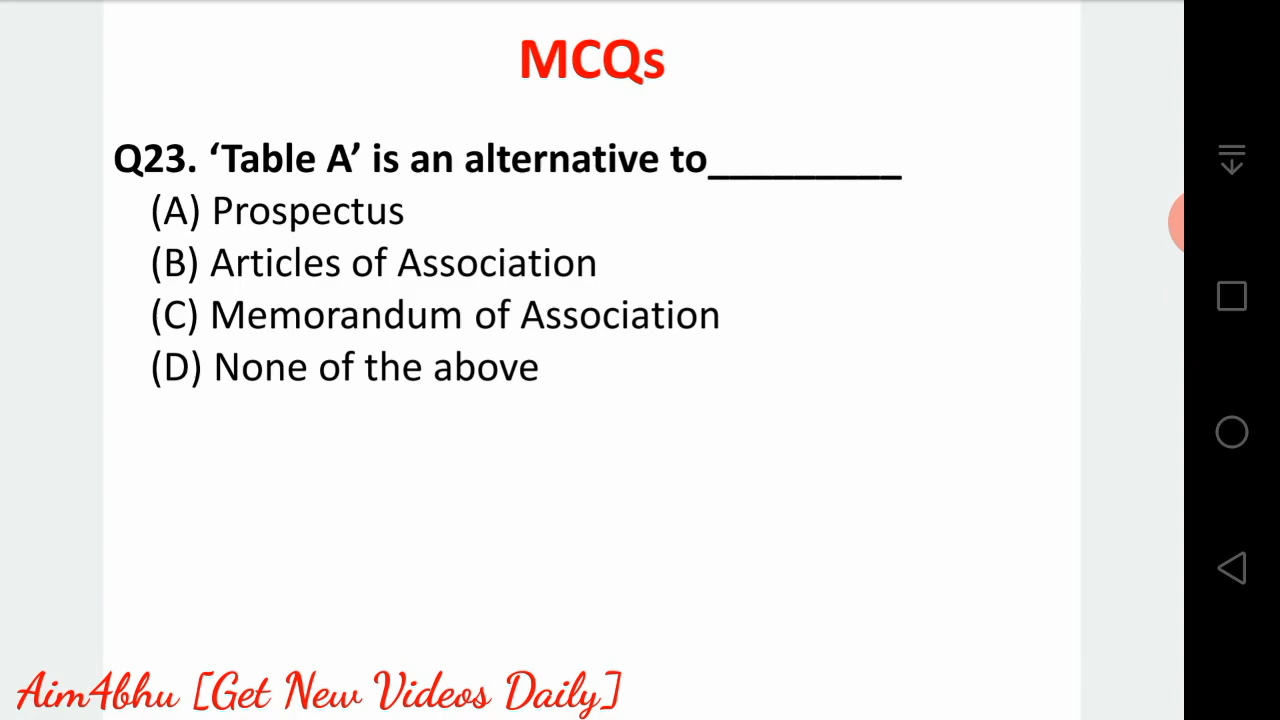 MCQs
Q23. ‘Table A’ is an alternative to_________
(A) Prospectus
(B) Articles of Association
(C) Memorandum of Association
(D) None of the above
Aim4bhu [Get New Videos Daily]